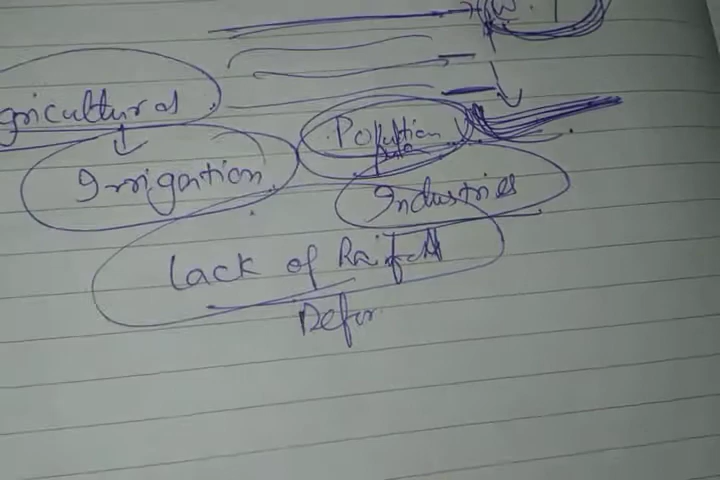 W.
gricultural
Pollution
Irrigation
Industries
Lack of Rainfall
Defor